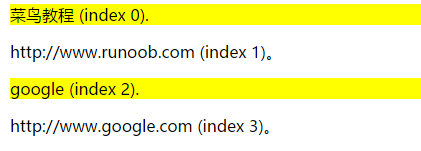 菜鸟教程 (index 0).
http://www.runoob.com (index 1)。
google (index 2).
http://www.google.com (index 3)。